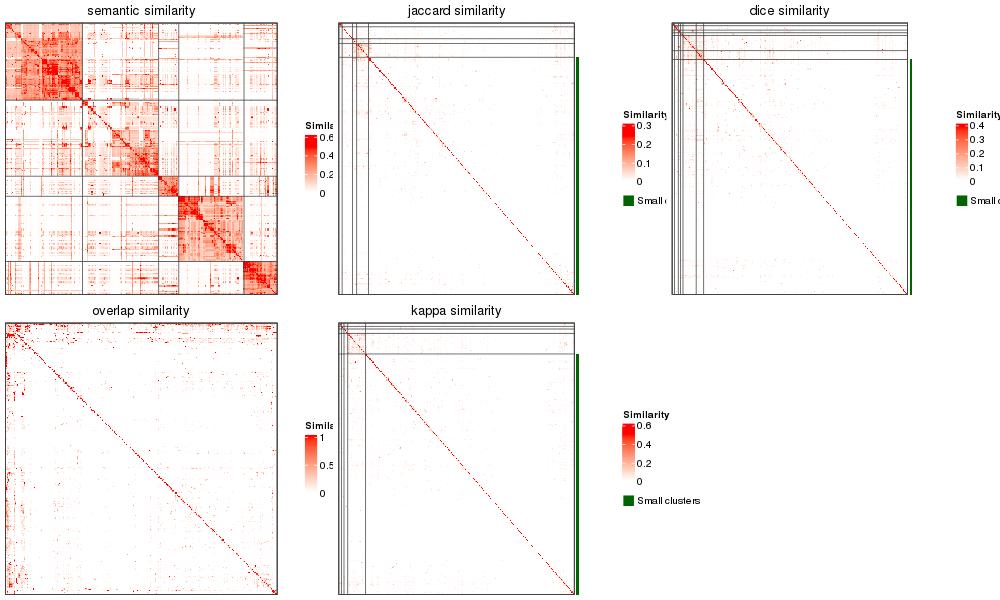 semantic similarity
jaccard similarity
dice similarity
0.6
0.4
0.2
0
Similarity
0.3
0.2
0.1
0
Small
Similarity
0.4
0.3
0.2
0.1
0
Small
overlap similarity
kappa similarity
1
0.5
0
Similarity
0.6
0.4
0.2
0
Small clusters